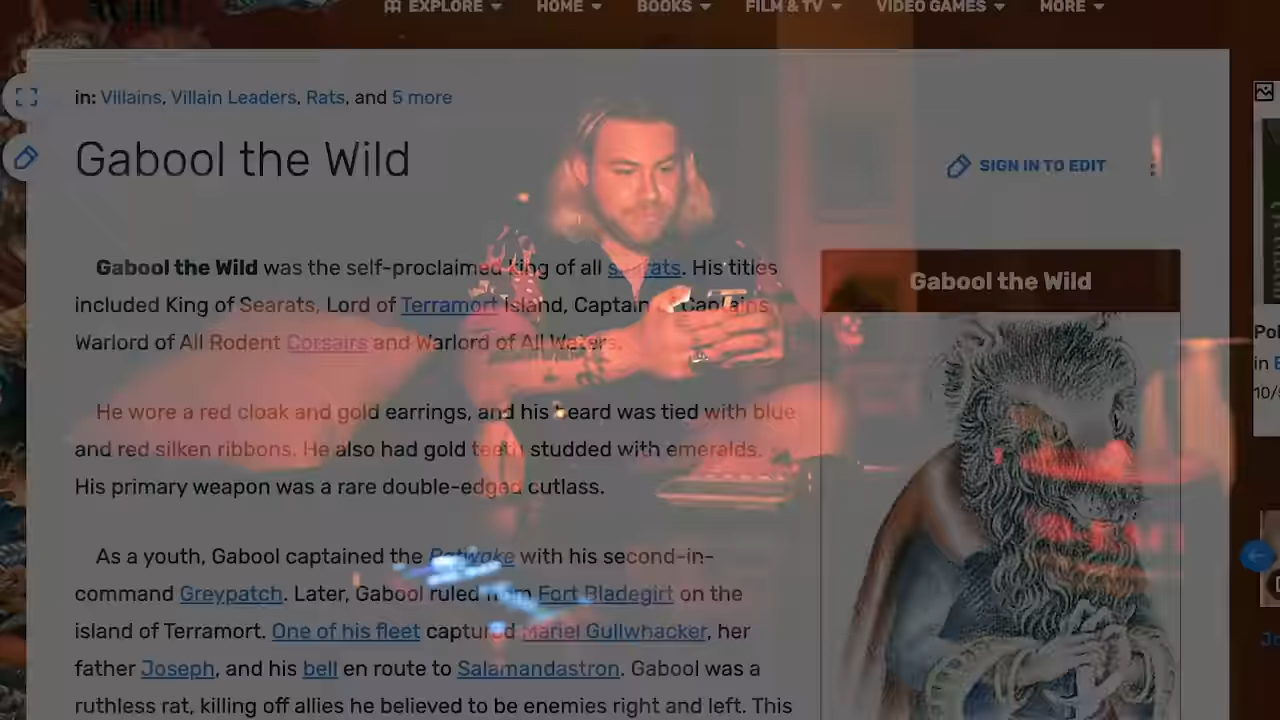 EXPLORE HOME BOOKS FILM & TV VIDEO GAMES MORE
in: Villains, Villain Leaders, Rats, and 5 more
Gabool the Wild
SIGN IN TO EDIT
Gabool the Wild was the self-proclaimed king of all searats. His titles
included King of Searats, Lord of Terramort Island, Captain of Captains
Warlord of All Rodent Corsairs and Warlord of All Waters.
He wore a red cloak and gold earrings, and his beard was tied with blue
and red silken ribbons. He also had gold teeth studded with emeralds.
His primary weapon was a rare double-edged cutlass.
As a youth, Gabool captained the Ratwake with his second-in-
command Greypatch. Later, Gabool ruled from Fort Bladegirt on the
island of Terramort. One of his fleet captured Mariel Gullwhacker, her
father Joseph, and his bell en route to Salamandastron. Gabool was a
ruthless rat, killing off allies he believed to be enemies right and left. This
Gabool the Wild
in
10/